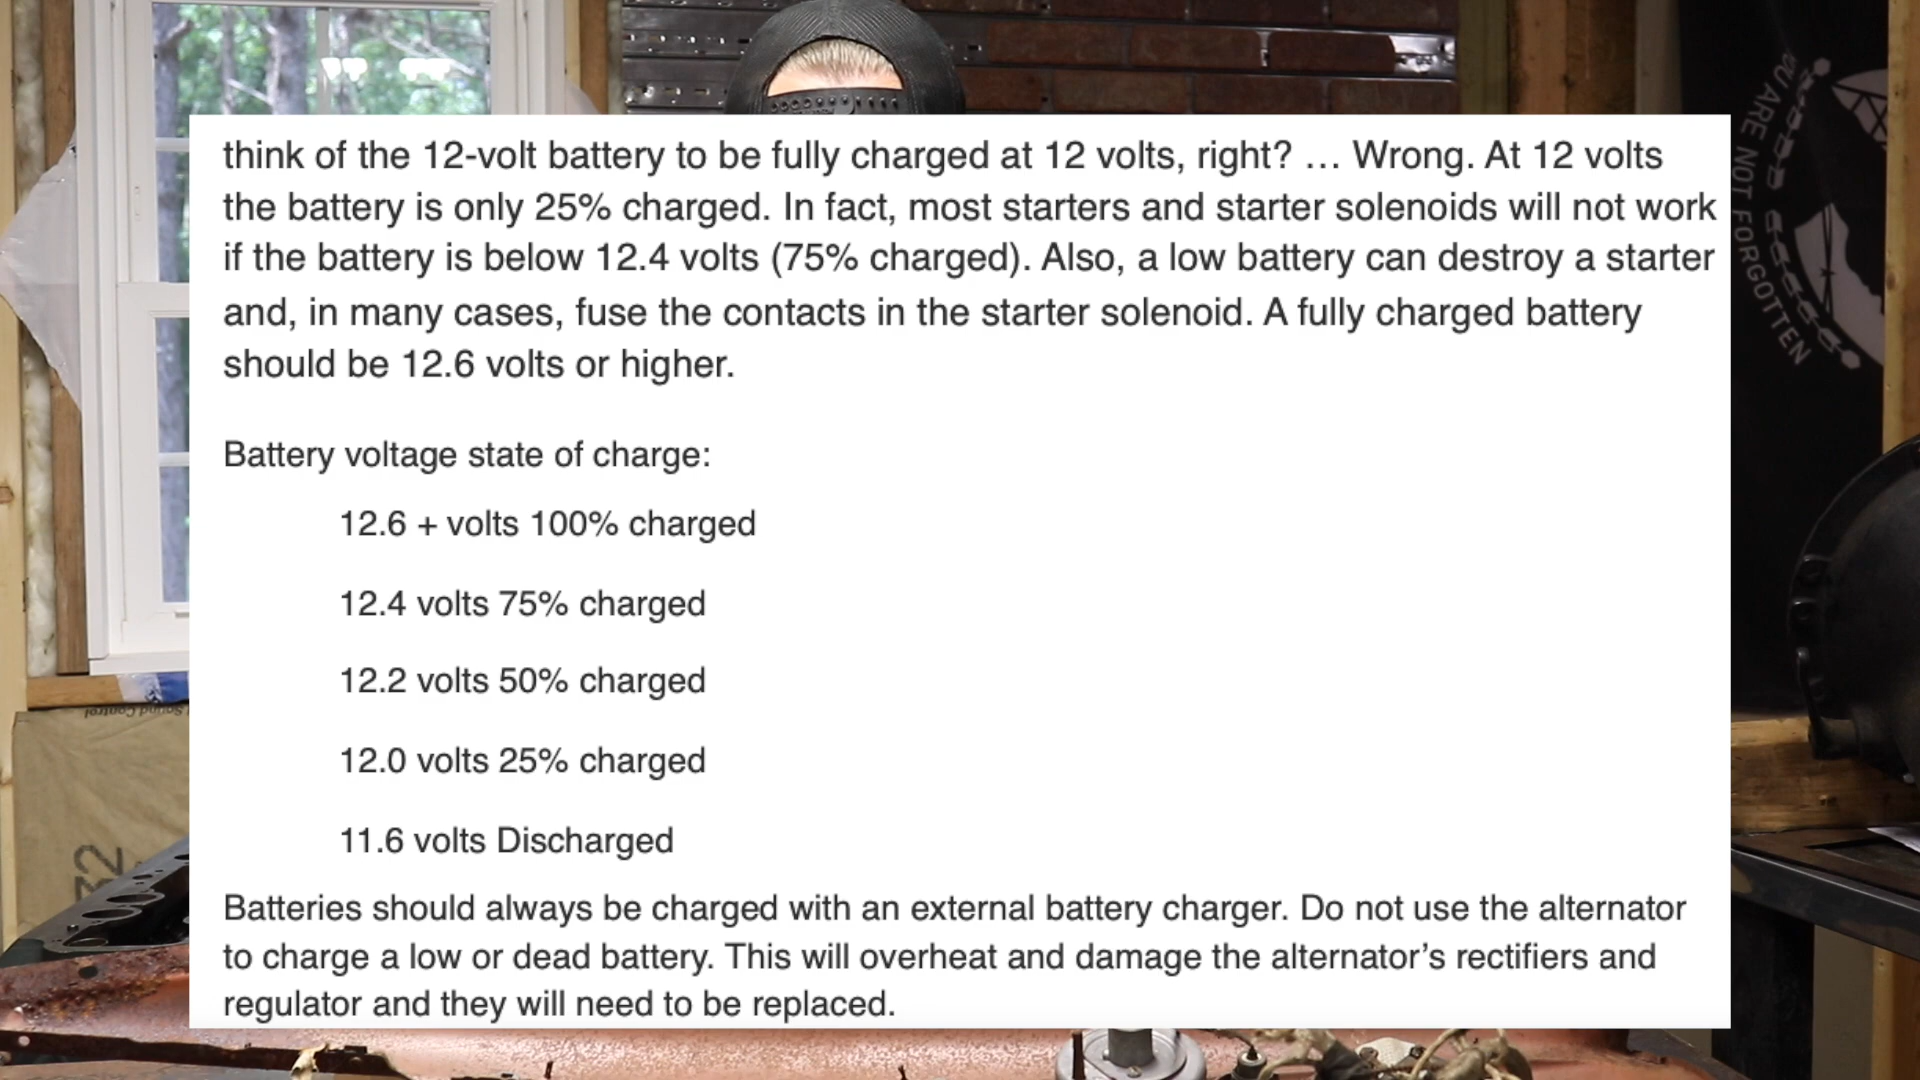 think of the 12-volt battery to be fully charged at 12 volts, right? … Wrong. At 12 volts
the battery is only 25% charged. In fact, most starters and starter solenoids will not work
if the battery is below 12.4 volts (75% charged). Also, a low battery can destroy a starter
and, in many cases, fuse the contacts in the starter solenoid. A fully charged battery
should be 12.6 volts or higher.
Battery voltage state of charge:
12.6 + volts 100% charged
12.4 volts 75% charged
12.2 volts 50% charged
12.0 volts 25% charged
11.6 volts Discharged
Batteries should always be charged with an external battery charger. Do not use the alternator
to charge a low or dead battery. This will overheat and damage the alternator’s rectifiers and
regulator and they will need to be replaced.
YOU ARE NOT FORGOTTEN
Sound Control
32